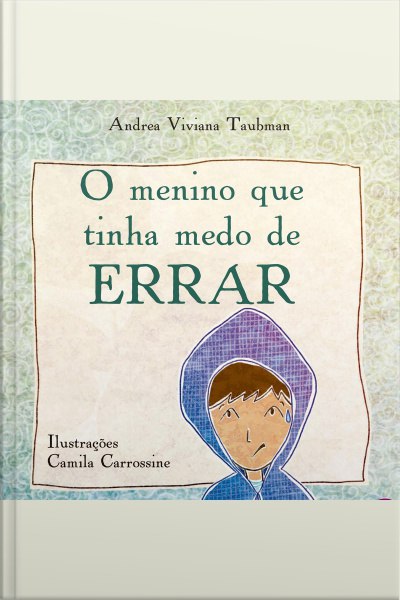 Andrea Viviana Taubman
O menino que
tinha medo de
ERRAR
Ilustrações
Camila Carrossine